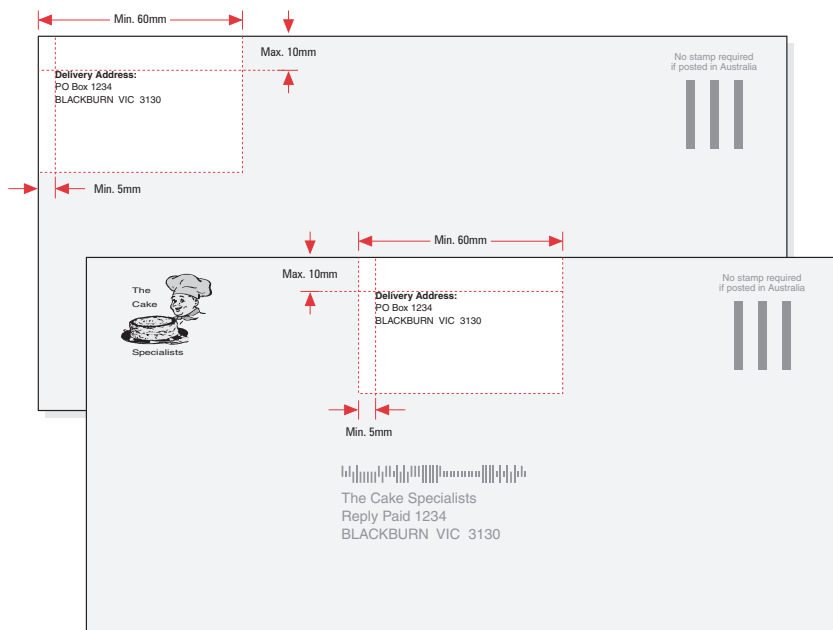 Min. 60mm
Max. 10mm
No stamp required
if posted in Australia
Delivery Address:
PO Box 1234
BLACKBURN VIC 3130
Min. 5mm
Min. 60mm
Max. 10mm
No stamp required
if posted in Australia
The
Cake
Specialists
Delivery Address:
PO Box 1234
BLACKBURN VIC 3130
Min. 5mm
The Cake Specialists
Reply Paid 1234
BLACKBURN VIC 3130